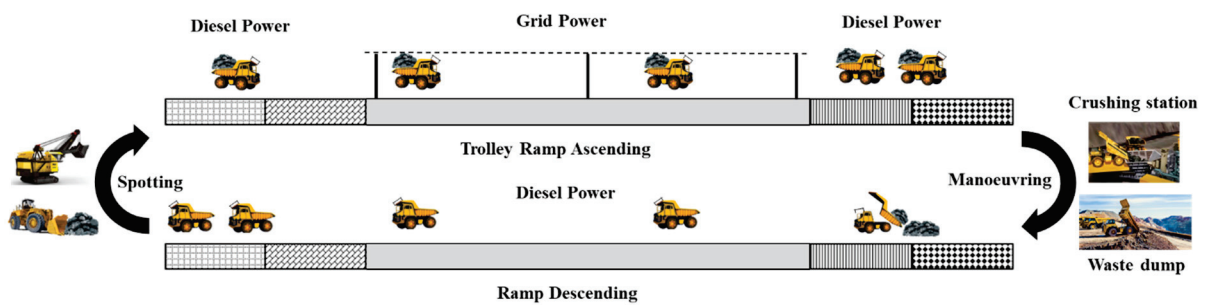 Diesel Power
Grid Power
Diesel Power
Crushing station
Trolley Ramp Ascending
Spotting
Diesel Power
Manoeuvring
Waste dump
Ramp Descending